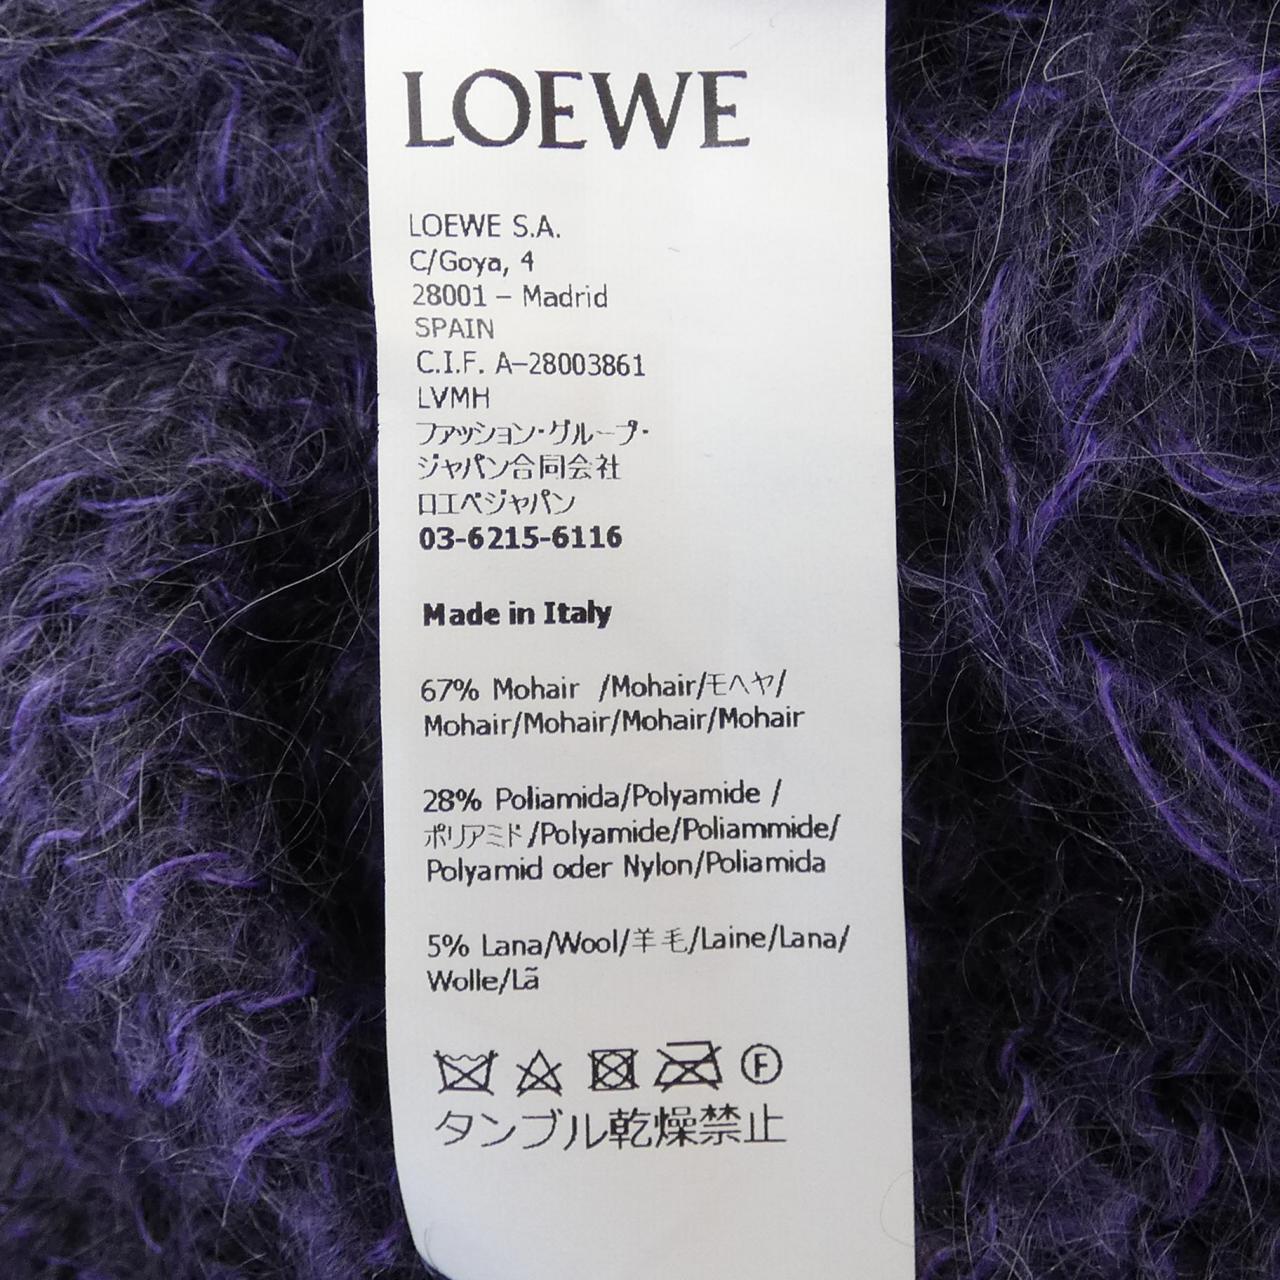 LOEWE
LOEWE S.A.
C/Goya, 4
28001 – Madrid
SPAIN
C.I.F. A–28003861
LVMH
ファッション・グループ・
ジャパン合同会社
ロエベジャパン
03-6215-6116
Made in Italy
67% Mohair /Mohair/モヘヤ/
Mohair/Mohair/Mohair/Mohair
28% Poliamida/Polyamide /
ポリアミド/Polyamide/Poliammide/
Polyamid oder Nylon/Poliamida
5% Lana/Wool/羊毛/Laine/Lana/
Wolle/Lã
F
タンブル乾燥禁止